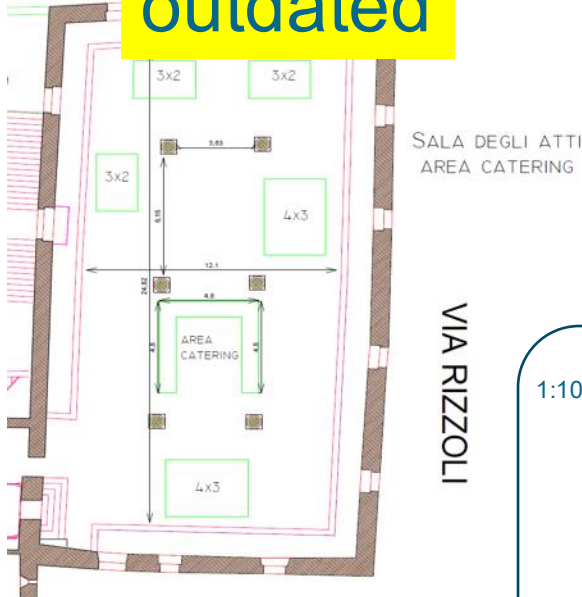 outdated
3x2
3x2
3,83
SALA DEGLI ATTI
AREA CATERING
3x2
4x3
6,15
12,1
24,82
4,8
AREA
CATERING
4,8
4,8
VIA RIZZOLI
1:10
4x3